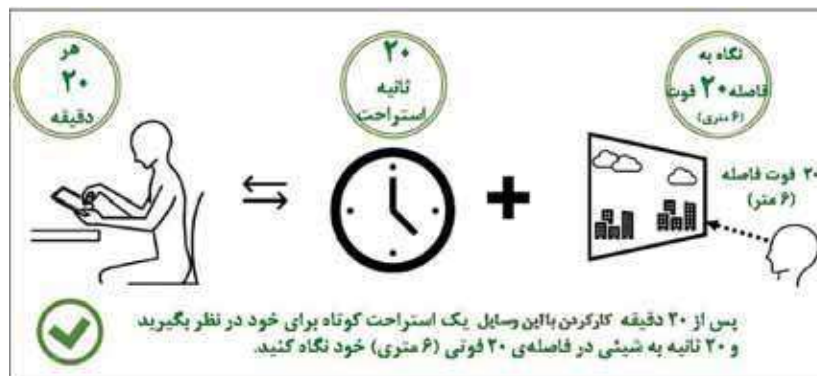 هر
۲۰
دقیقه
۲۰
ثانیه
استراحت
نگاه به
فاصله ۲۰ فوت
(۶ متری)
۲۰ فوت فاصله
(۶ متر)
پس از ۲۰ دقیقه کارکردن بااین وسایل یک استراحت کوتاه برای خود در نظر بگیرید
و ۲۰ ثانیه به شیئی در فاصله‌ی ۲۰ فوتی (۶ متری) خود نگاه کنید.